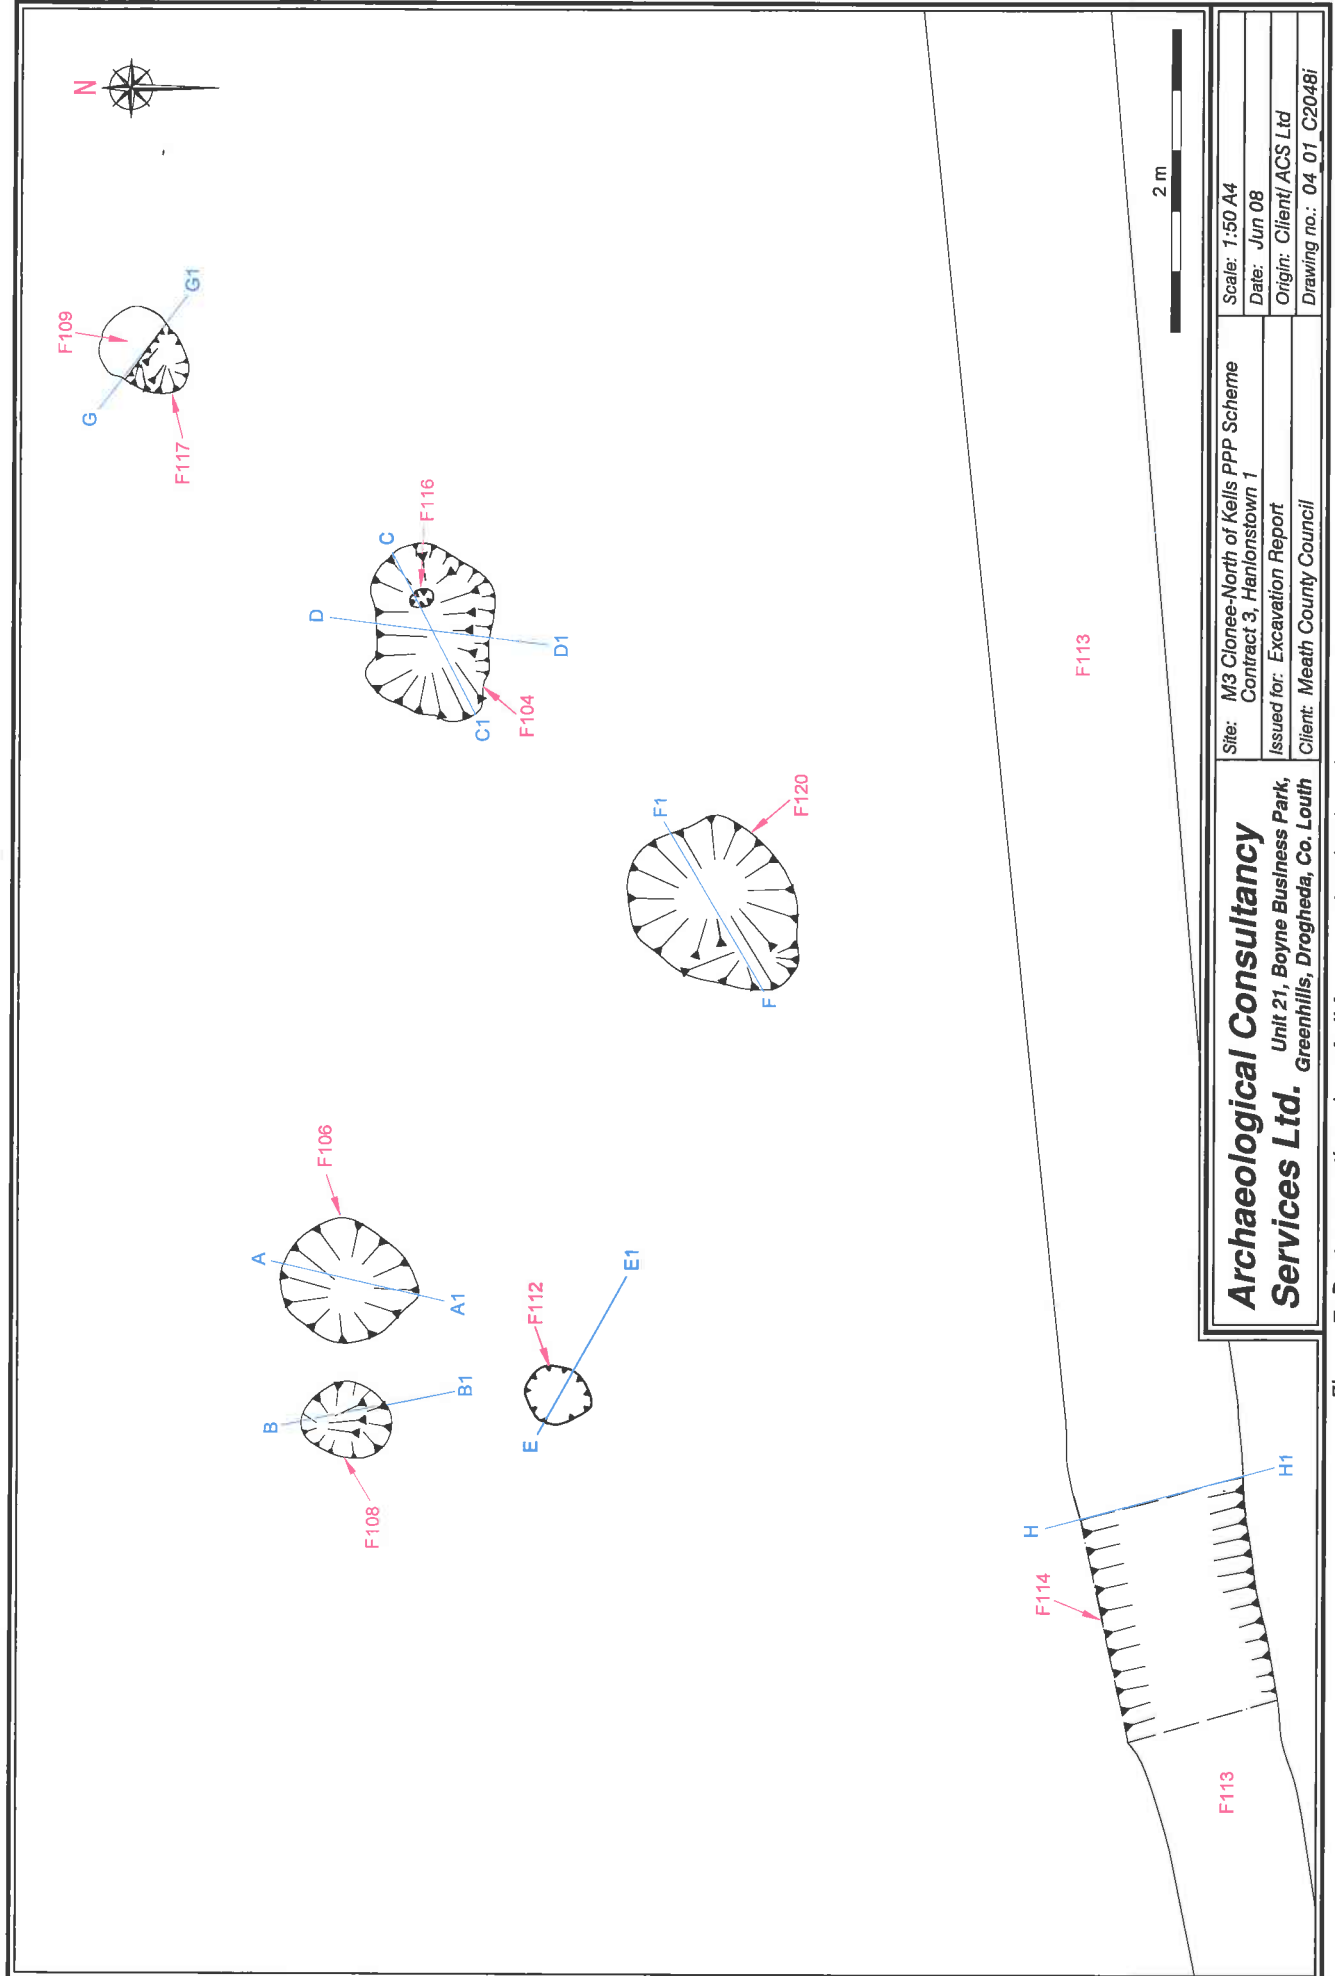 N
F109
G
G1
F117
F116
C
D
D1
C1
F104
F1
F120
F
F106
A
A1
B
B1
F108
F112
E
E1
F113
2 m
H
H1
F114
F113
Archaeological Consultancy
Services Ltd.
Unit 21, Boyne Business Park,
Greenhills, Drogheda, Co. Louth
Site: M3 Clonee-North of Kells PPP Scheme
Contract 3, Hanlonstown 1
Issued for: Excavation Report
Client: Meath County Council
Scale: 1:50 A4
Date: Jun 08
Origin: Client/ ACS Ltd
Drawing no.: 04_01_C2048i